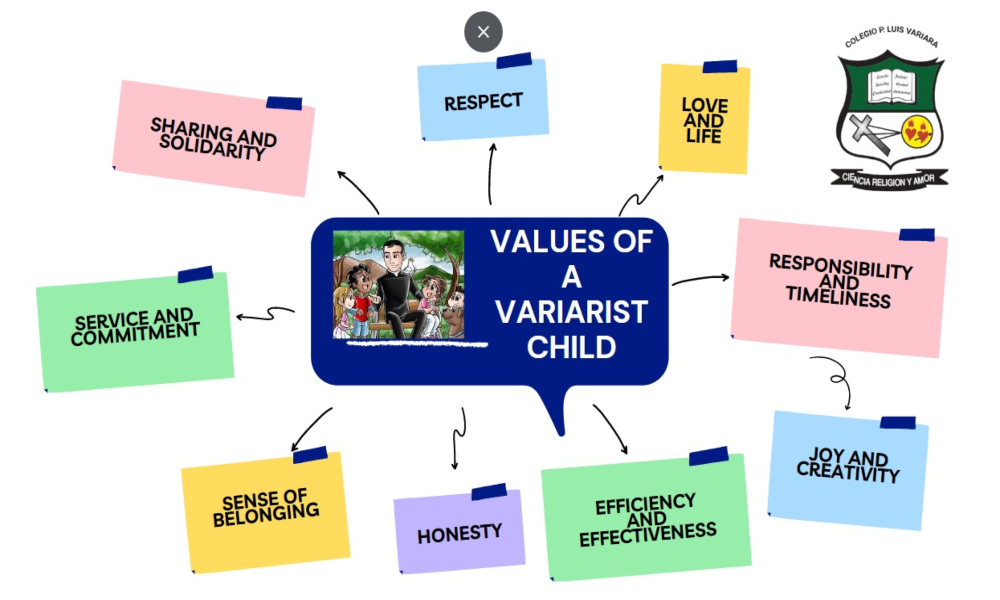 COLEGIO P. LUIS VARIARA
RESPECT
LOVE
AND
LIFE
SHARING AND
SOLIDARITY
CIENCIA RELIGION Y AMOR
VALUES OF
A
VARIARIST
CHILD
RESPONSIBILITY
AND
TIMELINESS
SERVICE AND
COMMITMENT
JOY AND
CREATIVITY
SENSE OF
BELONGING
HONESTY
EFFICIENCY
AND
EFFECTIVENESS